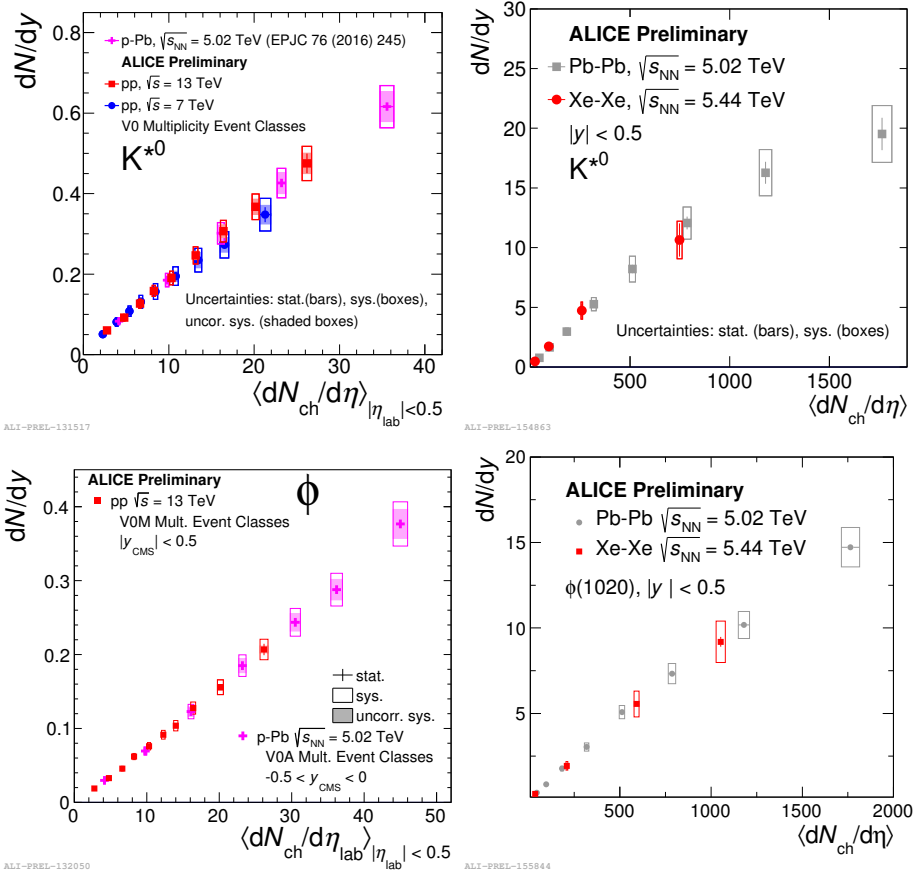 dN/dy
p-Pb, √sNN = 5.02 TeV (EPJC 76 (2016) 245)
ALICE Preliminary
pp, √s = 13 TeV
pp, √s = 7 TeV
V0 Multiplicity Event Classes
K*0
Uncertainties: stat.(bars), sys.(boxes),
uncor. sys. (shaded boxes)
0.8
0.6
0.4
0.2
0
0 10 20 30 40
⟨dNch/dη⟩|ηlab|<0.5
ALI-PREL-131517
dN/dy
ALICE Preliminary
Pb-Pb, √sNN = 5.02 TeV
Xe-Xe, √sNN = 5.44 TeV
|y| < 0.5
K*0
Uncertainties: stat. (bars), sys. (boxes)
30
25
20
15
10
5
0
500 1000 1500
⟨dNch/dη⟩
ALI-PREL-154863
dN/dy
ALICE Preliminary
pp √s = 13 TeV
V0M Mult. Event Classes
|yCMS| < 0.5
ϕ
stat.
sys.
uncorr. sys.
p-Pb √sNN = 5.02 TeV
V0A Mult. Event Classes
-0.5 < yCMS < 0
0.4
0.3
0.2
0.1
0
0 10 20 30 40 50
⟨dNch/dηlab⟩|ηlab| < 0.5
ALI-PREL-132050
dN/dy
ALICE Preliminary
Pb-Pb √sNN = 5.02 TeV
Xe-Xe √sNN = 5.44 TeV
ϕ(1020), |y| < 0.5
20
15
10
5
500 1000 1500 2000
⟨dNch/dη⟩
ALI-PREL-155844